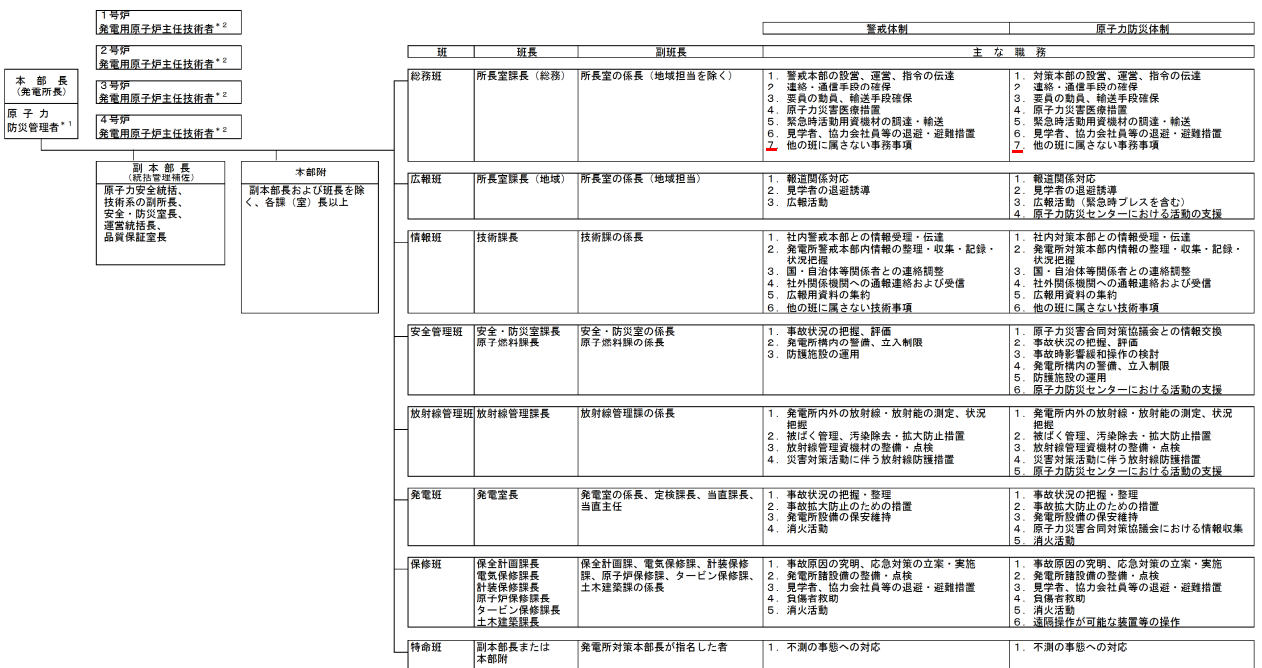 1号炉
発電用原子炉主任技術者*2
2号炉
発電用原子炉主任技術者*2
3号炉
発電用原子炉主任技術者*2
4号炉
発電用原子炉主任技術者*2
本部長
(発電所長)
原子力
防災管理者*1
副本部長
(統括管理補佐)
原子力安全統括、
技術系の副所長、
安全・防災室長、
運営統括長、
品質保証室長
本部附
副本部長および班長を除
く、各課(室)長以上
警戒体制 原子力防災体制
班 班長 副班長 主な職務
総務班 所長室課長(総務) 所長室の係長(地域担当を除く)
1. 警戒本部の設営、運営、指令の伝達
2 連絡・通信手段の確保
3. 要員の動員、輸送手段確保
4. 原子力災害医療措置
5. 緊急時活動用資機材の調達・輸送
6. 見学者、協力会社員等の退避・避難措置
7. 他の班に属さない事務事項
1. 対策本部の設営、運営、指令の伝達
2 連絡・通信手段の確保
3. 要員の動員、輸送手段確保
4. 原子力災害医療措置
5. 緊急時活動用資機材の調達・輸送
6. 見学者、協力会社員等の退避・避難措置
7. 他の班に属さない事務事項
広報班 所長室課長(地域) 所長室の係長(地域担当)
1. 報道関係対応
2. 見学者の退避誘導
3. 広報活動
1. 報道関係対応
2. 見学者の退避誘導
3. 広報活動(緊急時プレスを含む)
4. 原子力防災センターにおける活動の支援
情報班 技術課長 技術課の係長
1. 社内警戒本部との情報受理・伝達
2. 発電所警戒本部内情報の整理・収集・記録・
状況把握
3. 国・自治体等関係者との連絡調整
4. 社外関係機関への通報連絡および受信
5. 広報用資料の集約
6. 他の班に属さない技術事項
1. 社内対策本部との情報受理・伝達
2. 発電所対策本部内情報の整理・収集・記録・
状況把握
3. 国・自治体等関係者との連絡調整
4. 社外関係機関への通報連絡および受信
5. 広報用資料の集約
6. 他の班に属さない技術事項
安全管理班 安全・防災室課長 安全・防災室の係長
原子燃料課長 原子燃料課の係長
1. 事故状況の把握、評価
2. 発電所構内の警備、立入制限
3. 防護施設の運用
1. 原子力災害合同対策協議会との情報交換
2. 事故状況の把握、評価
3. 事故時影響緩和操作の検討
4. 発電所構内の警備、立入制限
5. 防護施設の運用
6. 原子力防災センターにおける活動の支援
放射線管理班 放射線管理課長 放射線管理課の係長
1. 発電所内外の放射線・放射能の測定、状況
把握
2. 被ばく管理、汚染除去・拡大防止措置
3. 放射線管理資機材の整備・点検
4. 災害対策活動に伴う放射線防護措置
1. 発電所内外の放射線・放射能の測定、状況
把握
2. 被ばく管理、汚染除去・拡大防止措置
3. 放射線管理資機材の整備・点検
4. 災害対策活動に伴う放射線防護措置
5. 原子力防災センターにおける活動の支援
発電班 発電室長 発電室の係長、定検課長、当直課長、
当直主任
1. 事故状況の把握・整理
2. 事故拡大防止のための措置
3. 発電所設備の保安維持
4. 消火活動
1. 事故状況の把握・整理
2. 事故拡大防止のための措置
3. 発電所設備の保安維持
4. 原子力災害合同対策協議会における情報収集
5. 消火活動
保修班 保全計画課長
電気保修課長
計装保修課長
原子炉保修課長
タービン保修課長
土木建築課長
保全計画課、電気保修課、計装保修
課、原子炉保修課、タービン保修課、
土木建築課の係長
1. 事故原因の究明、応急対策の立案・実施
2. 発電所諸設備の整備・点検
3. 見学者、協力会社員等の退避・避難措置
4. 負傷者救助
5. 消火活動
1. 事故原因の究明、応急対策の立案・実施
2. 発電所諸設備の整備・点検
3. 見学者、協力会社員等の退避・避難措置
4. 負傷者救助
5. 消火活動
6. 遠隔操作が可能な装置等の操作
特命班 副本部長または
本部附
発電所対策本部長が指名した者
1. 不測の事態への対応
1. 不測の事態への対応